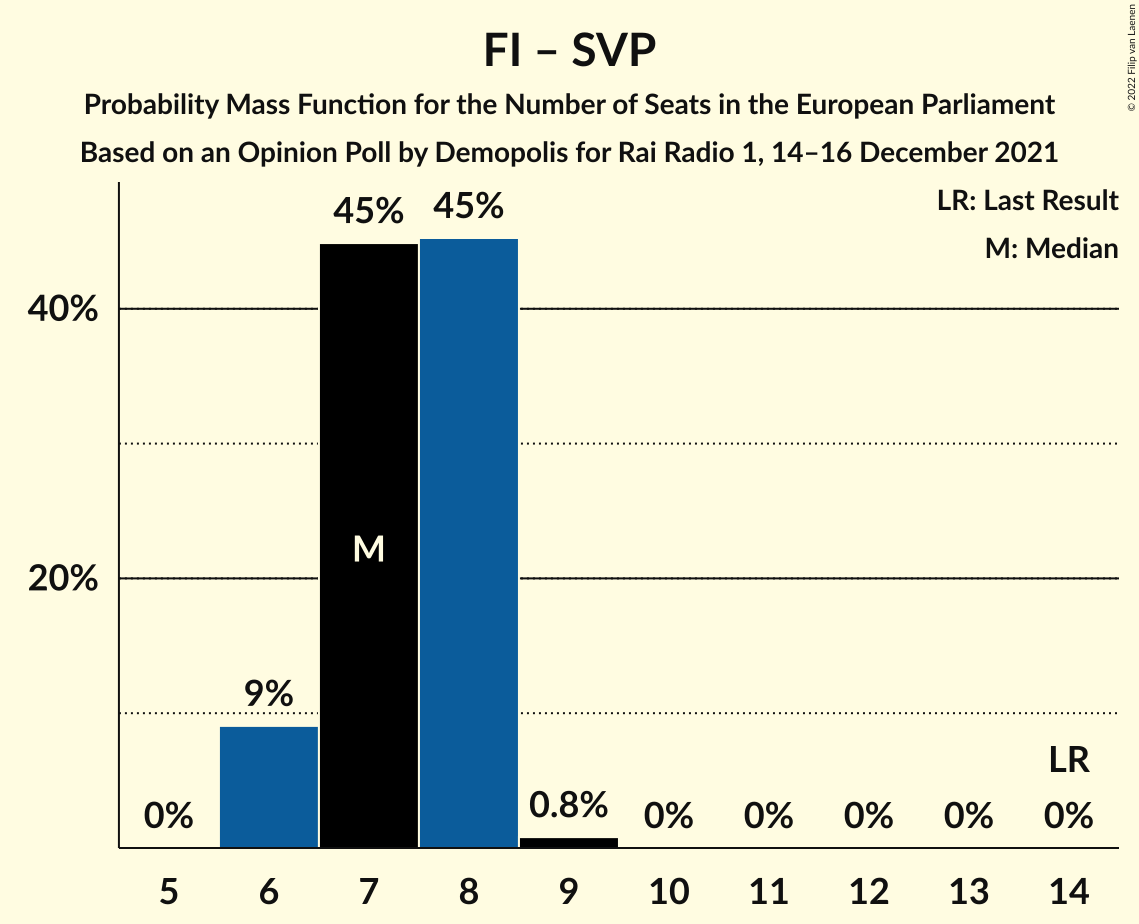 FI – SVP
Probability Mass Function for the Number of Seats in the European Parliament
Based on an Opinion Poll by Demopolis for Rai Radio 1, 14–16 December 2021
© 2022 Filip van Laenen
LR: Last Result
M: Median
45%
45%
40%
M
20%
9%
LR
0%
0.8%
0%
0%
0%
0%
0%
5
6
7
8
9
10
11
12
13
14